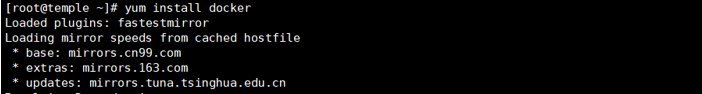 [root@temple ~]# yum install docker
Loaded plugins: fastestmirror
Loading mirror speeds from cached hostfile
 * base: mirrors.cn99.com
 * extras: mirrors.163.com
 * updates: mirrors.tuna.tsinghua.edu.cn